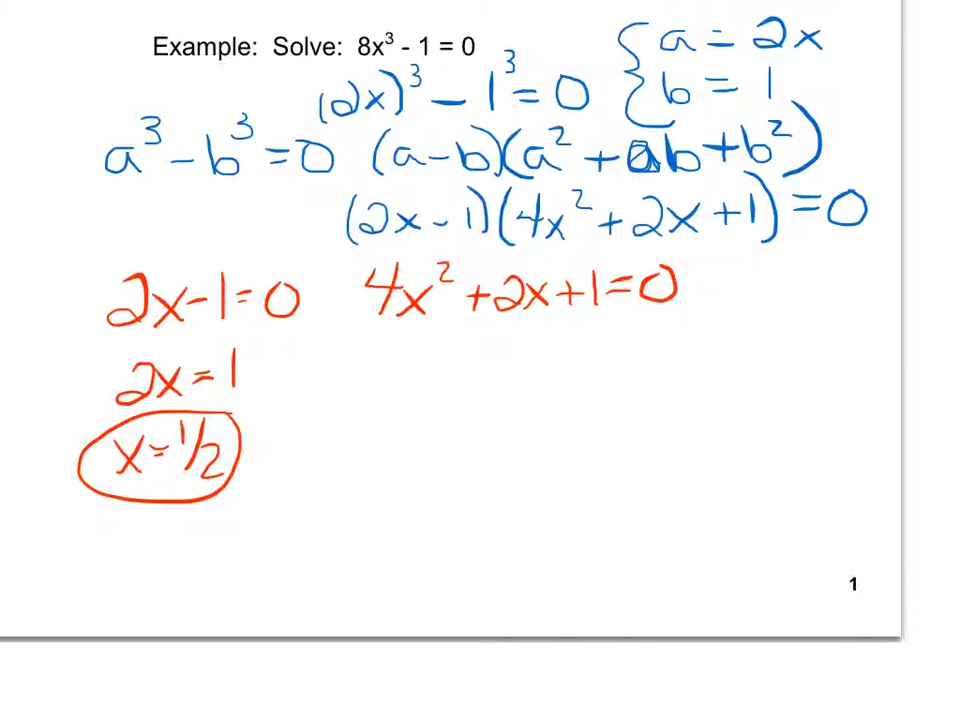 Example: Solve: 8x³ - 1 = 0
a = 2x
b = 1
(2x)³ - 1³ = 0
a³ - b³ = 0 (a-b)(a² + ab + b²)
(2x - 1)(4x² + 2x + 1) = 0
2x - 1 = 0 4x² + 2x + 1 = 0
2x = 1
x = 1/2
1